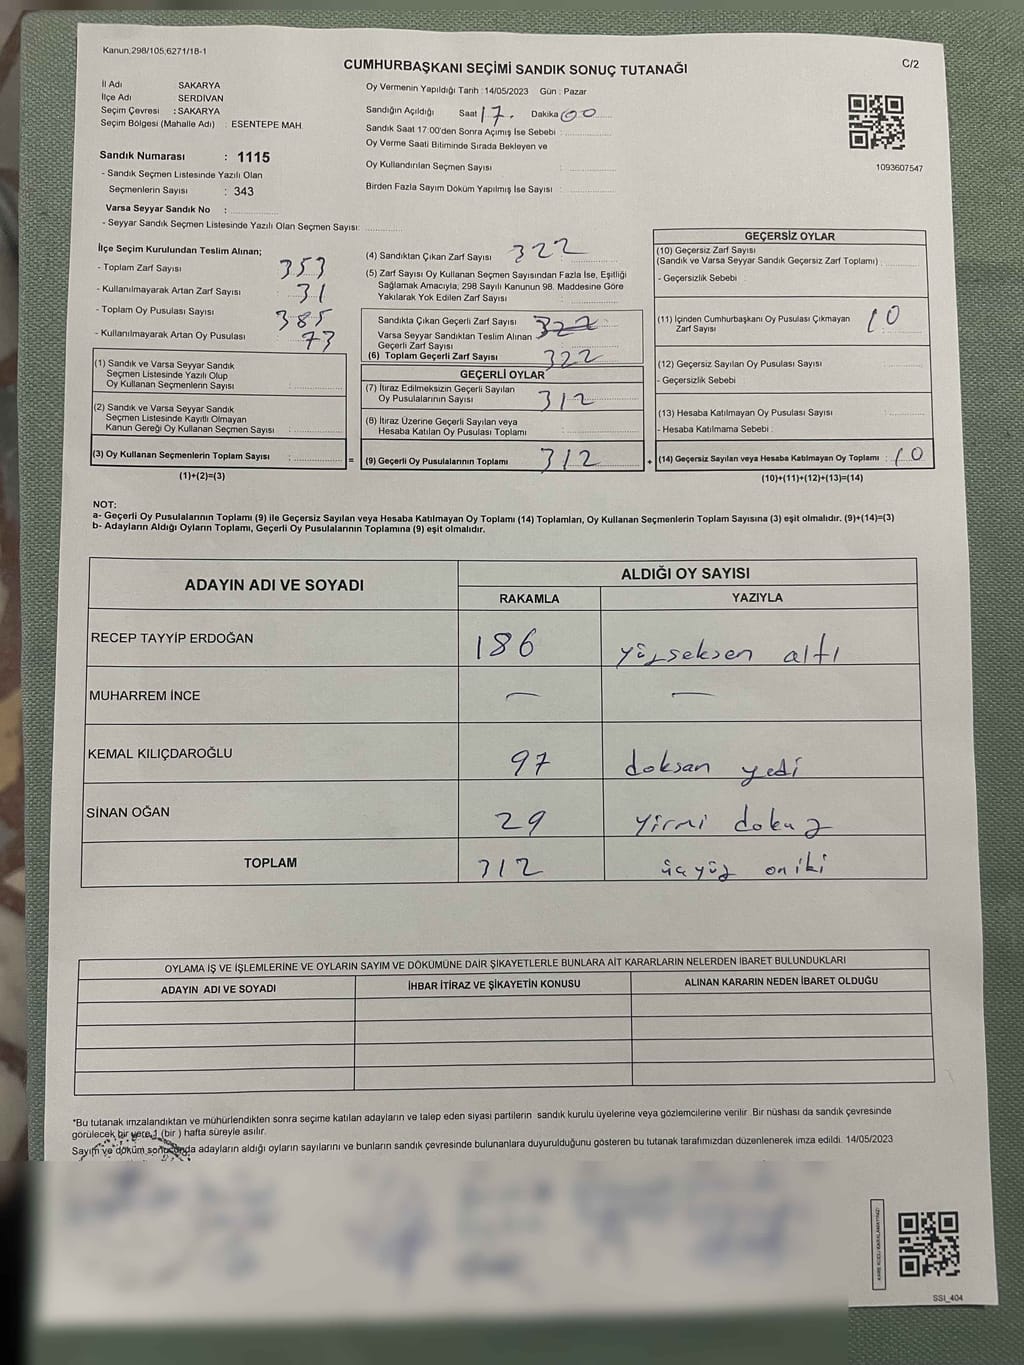 Kanun,298/105,6271/18-1
C/2
CUMHURBAŞKANI SEÇİMİ SANDIK SONUÇ TUTANAĞI
İl Adı SAKARYA
İlçe Adı SERDİVAN
Seçim Çevresi : SAKARYA
Seçim Bölgesi (Mahalle Adı) : ESENTEPE MAH.
Sandık Numarası : 1115
- Sandık Seçmen Listesinde Yazılı Olan
Seçmenlerin Sayısı : 343
Varsa Seyyar Sandık No :
- Seyyar Sandık Seçmen Listesinde Yazılı Olan Seçmen Sayısı:
Oy Vermenin Yapıldığı Tarih :14/05/2023 Gün : Pazar
Sandığın Açıldığı Saat 17. Dakika 00
Sandık Saat 17.00'den Sonra Açımış İse Sebebi :
Oy Verme Saati Bitiminde Sırada Bekleyen ve
Oy Kullandırılan Seçmen Sayısı :
Birden Fazla Sayım Döküm Yapılmış İse Sayısı :
1093607547
İlçe Seçim Kurulundan Teslim Alınan;
- Toplam Zarf Sayısı 353
- Kullanılmayarak Artan Zarf Sayısı 31
- Toplam Oy Pusulası Sayısı 385
- Kullanılmayarak Artan Oy Pusulası 73
(1) Sandık ve Varsa Seyyar Sandık
Seçmen Listesinde Yazılı Olup
Oy Kullanan Seçmenlerin Sayısı :
(2) Sandık ve Varsa Seyyar Sandık
Seçmen Listesinde Kayıtlı Olmayan
Kanun Gereği Oy Kullanan Seçmen Sayısı :
(3) Oy Kullanan Seçmenlerin Toplam Sayısı :
(1)+(2)=(3)
(4) Sandıktan Çıkan Zarf Sayısı : 322
(5) Zarf Sayısı Oy Kullanan Seçmen Sayısından Fazla İse, Eşitliği
Sağlamak Amacıyla; 298 Sayılı Kanunun 98. Maddesine Göre
Yakılarak Yok Edilen Zarf Sayısı :
Sandıkta Çıkan Geçerli Zarf Sayısı : 322
Varsa Seyyar Sandıktan Teslim Alınan
Geçerli Zarf Sayısı
(6) Toplam Geçerli Zarf Sayısı 322
GEÇERLİ OYLAR
(7) İtiraz Edilmeksizin Geçerli Sayılan
Oy Pusulalarının Sayısı : 312
(8) İtiraz Üzerine Geçerli Sayılan veya
Hesaba Katılan Oy Pusulası Toplamı :
= (9) Geçerli Oy Pusulalarının Toplamı : 312
GEÇERSİZ OYLAR
(10) Geçersiz Zarf Sayısı
(Sandık ve Varsa Seyyar Sandık Geçersiz Zarf Toplamı) :
- Geçersizlik Sebebi :
(11) İçinden Cumhurbaşkanı Oy Pusulası Çıkmayan
Zarf Sayısı 10
(12) Geçersiz Sayılan Oy Pusulası Sayısı :
- Geçersizlik Sebebi :
(13) Hesaba Katılmayan Oy Pusulası Sayısı :
- Hesaba Katılmama Sebebi :
+ (14) Geçersiz Sayılan veya Hesaba Katılmayan Oy Toplamı : 10
(10)+(11)+(12)+(13)=(14)
NOT:
a- Geçerli Oy Pusulalarının Toplamı (9) ile Geçersiz Sayılan veya Hesaba Katılmayan Oy Toplamı (14) Toplamları, Oy Kullanan Seçmenlerin Toplam Sayısına (3) eşit olmalıdır. (9)+(14)=(3)
b- Adayların Aldığı Oyların Toplamı, Geçerli Oy Pusulalarının Toplamına (9) eşit olmalıdır.
ADAYIN ADI VE SOYADI ALDIĞI OY SAYISI
RAKAMLA YAZIYLA
RECEP TAYYİP ERDOĞAN 186 yüzseksen altı
MUHARREM İNCE — —
KEMAL KILIÇDAROĞLU 97 doksan yedi
SİNAN OĞAN 29 yirmi dokuz
TOPLAM 312 üçyüz oniki
OYLAMA İŞ VE İŞLEMLERİNE VE OYLARIN SAYIM VE DÖKÜMÜNE DAİR ŞİKAYETLERLE BUNLARA AİT KARARLARIN NELERDEN İBARET BULUNDUKLARI
ADAYIN ADI VE SOYADI İHBAR İTİRAZ VE ŞİKAYETİN KONUSU ALINAN KARARIN NEDEN İBARET OLDUĞU
*Bu tutanak imzalandıktan ve mühürlendikten sonra seçime katılan adayların ve talep eden siyasi partilerin sandık kurulu üyelerine veya gözlemcilerine verilir. Bir nüshası da sandık çevresinde
görülecek bir yere 1 (bir ) hafta süreyle asılır.
Sayım ve döküm sonucunda adayların aldığı oyların sayılarını ve bunların sandık çevresinde bulunanlara duyurulduğunu gösteren bu tutanak tarafımızdan düzenlenerek imza edildi. 14/05/2023
SSİ_404